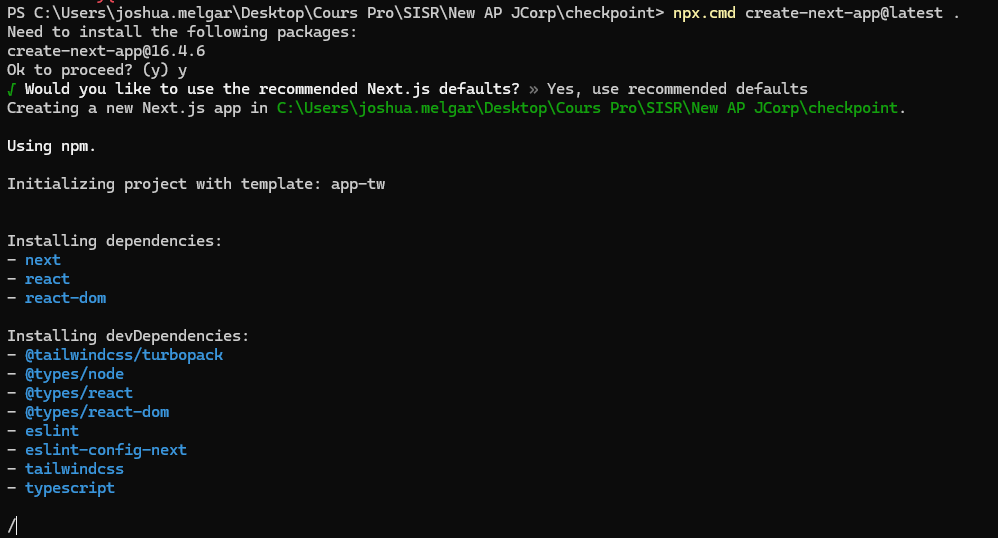 PS C:\Users\joshua.melgar\Desktop\Cours Pro\SISR\New AP JCorp\checkpoint> npx.cmd create-next-app@latest .
Need to install the following packages:
create-next-app@16.4.6
Ok to proceed? (y) y
√ Would you like to use the recommended Next.js defaults? » Yes, use recommended defaults
Creating a new Next.js app in C:\Users\joshua.melgar\Desktop\Cours Pro\SISR\New AP JCorp\checkpoint.
Using npm.
Initializing project with template: app-tw
Installing dependencies:
- next
- react
- react-dom
Installing devDependencies:
- @tailwindcss/turbopack
- @types/node
- @types/react
- @types/react-dom
- eslint
- eslint-config-next
- tailwindcss
- typescript
/